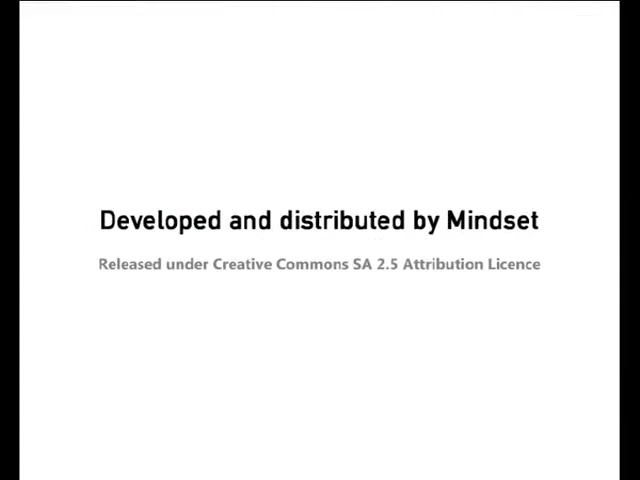 Developed and distributed by Mindset
Released under Creative Commons SA 2.5 Attribution Licence